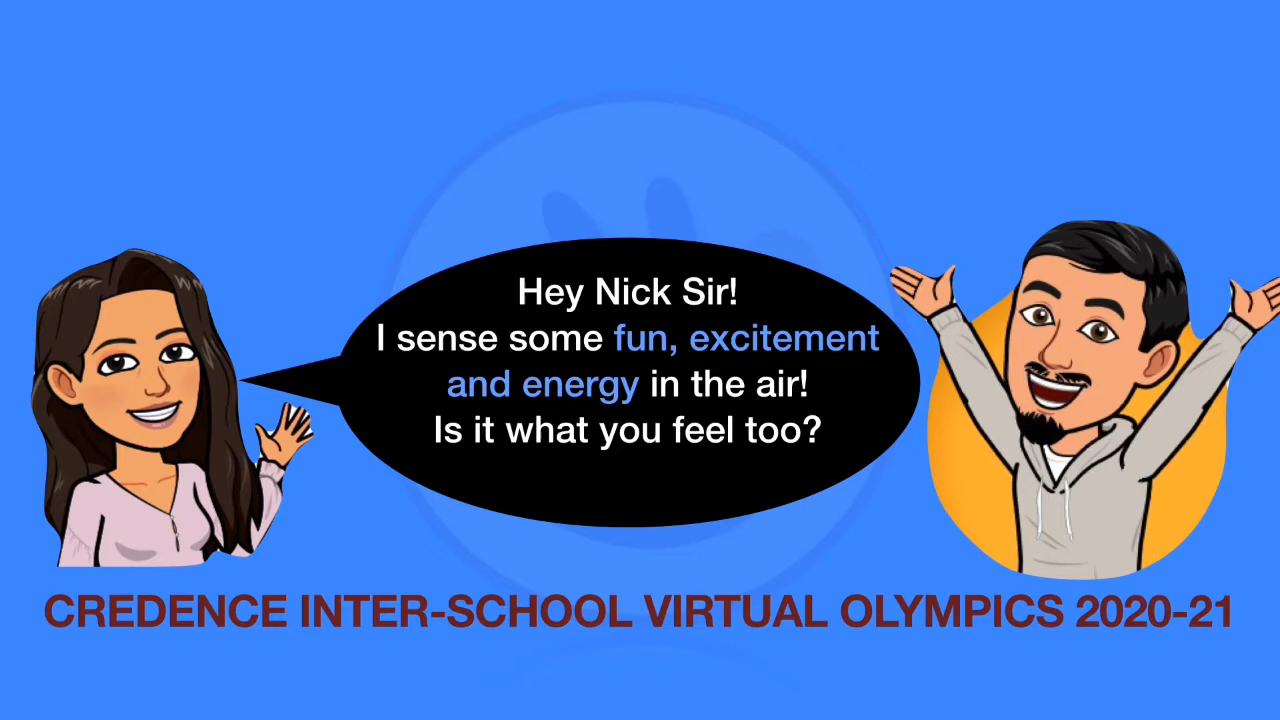 Hey Nick Sir!
I sense some fun, excitement
and energy in the air!
Is it what you feel too?
CREDENCE INTER-SCHOOL VIRTUAL OLYMPICS 2020-21